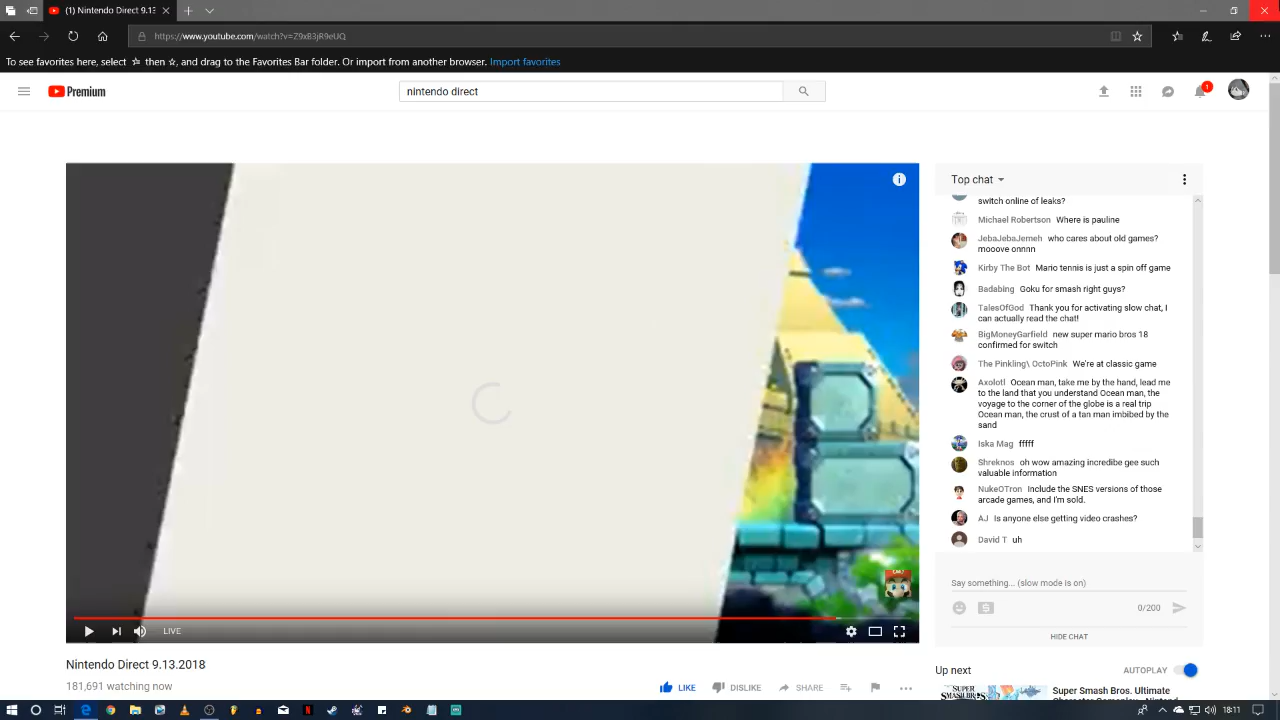 (1) Nintendo Direct 9.13
https://www.youtube.com/watch?v=Z9xB3jR9eUQ
To see favorites here, select ☆ then ☆, and drag to the Favorites Bar folder. Or import from another browser. Import favorites
Premium
nintendo direct
1
Top chat
switch online of leaks?
Michael Robertson Where is pauline
JebaJebaJemeh who cares about old games?
mooove onnnn
Kirby The Bot Mario tennis is just a spin off game
Badabing Goku for smash right guys?
TalesOfGod Thank you for activating slow chat, I
can actually read the chat!
BigMoneyGarfield new super mario bros 18
confirmed for switch
The Pinkling\ OctoPink We're at classic game
Axolotl Ocean man, take me by the hand, lead me
to the land that you understand Ocean man, the
voyage to the corner of the globe is a real trip
Ocean man, the crust of a tan man imbibed by the
sand
Iska Mag fffff
Shreknos oh wow amazing incredibe gee such
valuable information
NukeOTron Include the SNES versions of those
arcade games, and I'm sold.
AJ Is anyone else getting video crashes?
David T uh
Say something... (slow mode is on)
0/200
HIDE CHAT
LIVE
Nintendo Direct 9.13.2018
181,691 watching now
LIKE
DISLIKE
SHARE
Up next
AUTOPLAY
SUPER
SMASH BROS.
Super Smash Bros. Ultimate
18:11